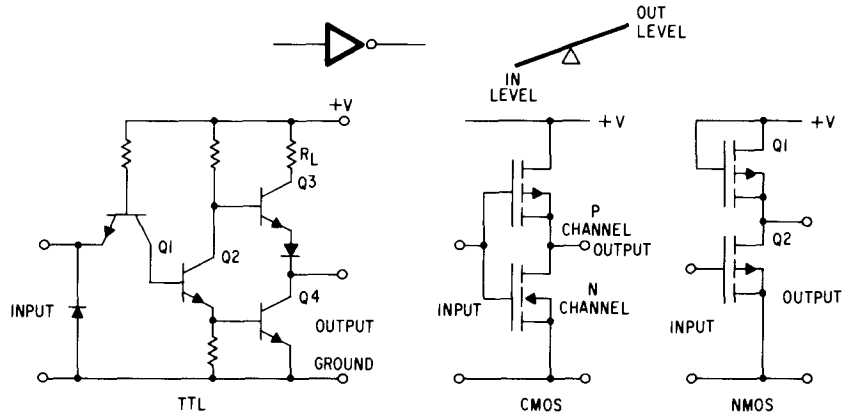 OUT
LEVEL
IN
LEVEL
+V
RL
Q3
Q1
Q2
Q4
INPUT
OUTPUT
GROUND
TTL
+V
P
CHANNEL
OUTPUT
N
CHANNEL
INPUT
CMOS
+V
Q1
Q2
INPUT
OUTPUT
NMOS